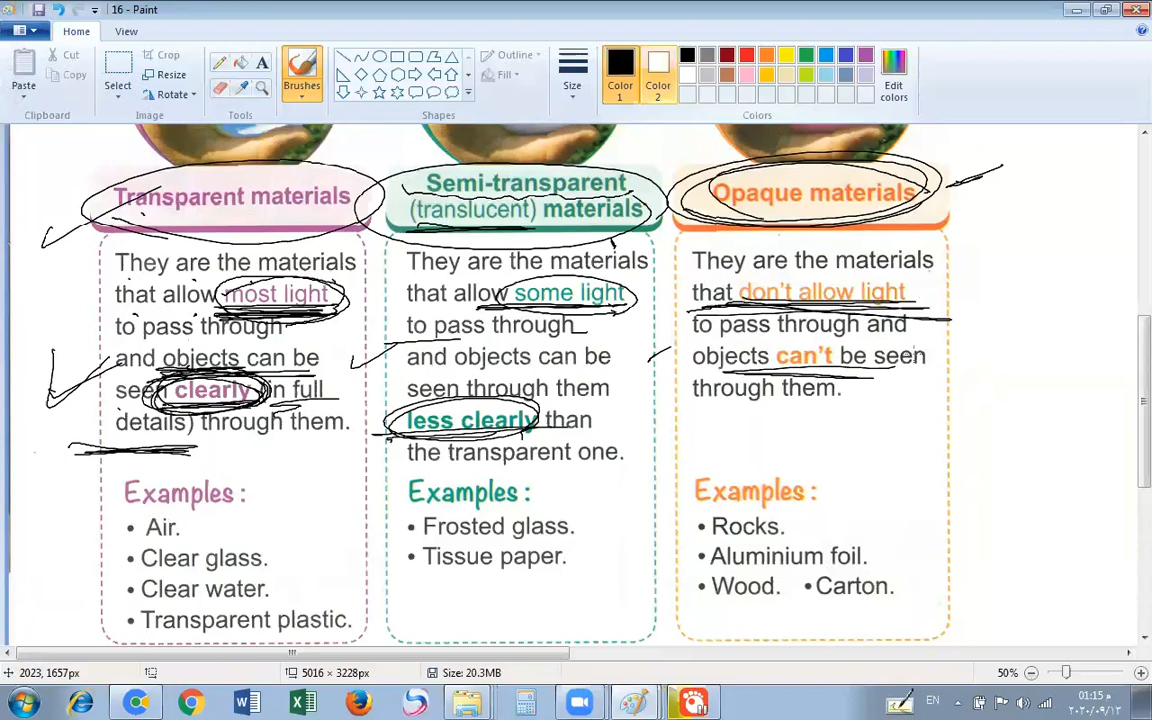 16 - Paint
Home
View
Paste
Cut
Copy
Clipboard
Select
Crop
Resize
Rotate
Image
Tools
Brushes
Shapes
Outline
Fill
Size
Color
1
Color
2
Edit
colors
Colors
Transparent materials
They are the materials
that allow most light
to pass through
and objects can be
seen clearly (in full
details) through them.
Examples :
• Air.
• Clear glass.
• Clear water.
• Transparent plastic.
Semi-transparent
(translucent) materials
They are the materials
that allow some light
to pass through
and objects can be
seen through them
less clearly than
the transparent one.
Examples :
• Frosted glass.
• Tissue paper.
Opaque materials
They are the materials
that don't allow light
to pass through and
objects can't be seen
through them.
Examples :
• Rocks.
• Aluminium foil.
• Wood. • Carton.
2023, 1657px
5016 × 3228px
Size: 20.3MB
50%
EN
01:15 م
٢٠٢٠/٠٩/١٣